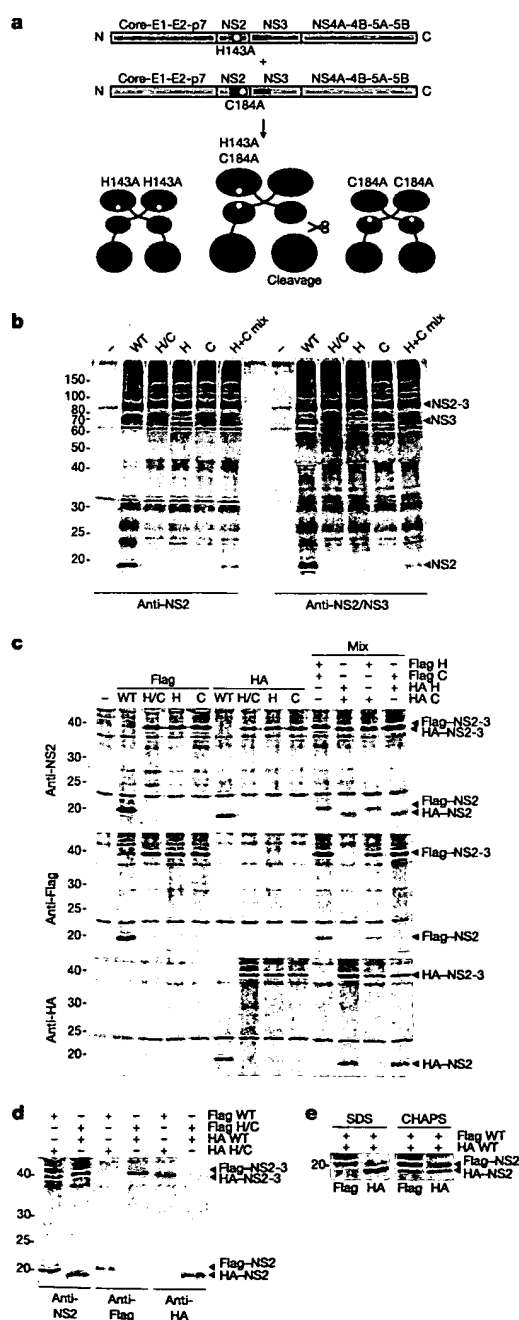 a
Core-E1-E2-p7 NS2 NS3 NS4A-4B-5A-5B
N C
H143A
+
Core-E1-E2-p7 NS2 NS3 NS4A-4B-5A-5B
N C
C184A
H143A
C184A
H143A H143A
C184A C184A
Cleavage
b
- WT H/C H C H+C mix - WT H/C H C H+C mix
150-
100-
80-
70-
60-
50-
40-
30-
20-
NS2-3
NS3
NS2
Anti-NS2 Anti-NS2/NS3
c
Mix
Flag HA
- WT H/C H C WT H/C H C
+ - + - Flag H
+ - - + Flag C
- + - + HA H
- + + - HA C
Anti-NS2
40-
30-
20-
Flag–NS2-3
HA–NS2-3
Flag–NS2
HA–NS2
Anti-Flag
40-
30-
20-
Flag–NS2-3
Flag–NS2
Anti-HA
40-
30-
20-
HA–NS2-3
HA–NS2
d
+ - + - + - Flag WT
- + - + - + Flag H/C
- + - + - + HA WT
+ - + - + - HA H/C
40-
30-
25-
20-
15-
Flag–NS2-3
HA–NS2-3
Flag–NS2
HA–NS2
Anti-NS2 Anti-Flag Anti-HA
e
SDS CHAPS
+ + + + Flag WT
+ + + + HA WT
20-
Flag–NS2
HA–NS2
Flag HA Flag HA